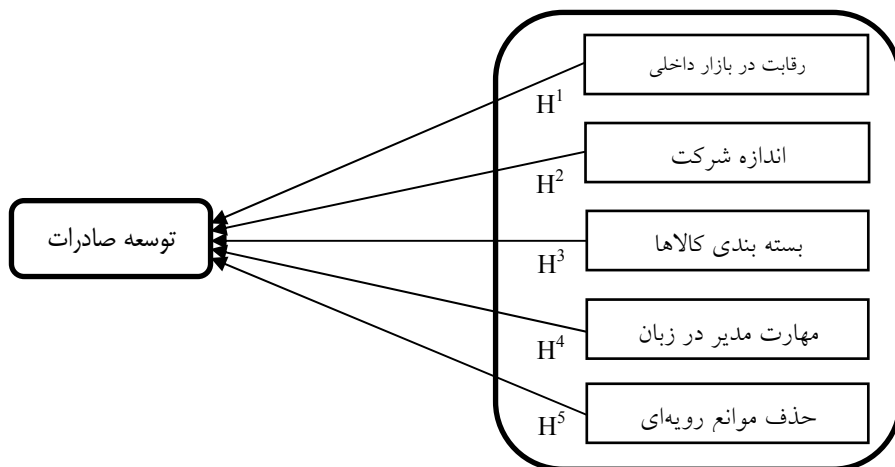 رقابت در بازار داخلی
H¹
اندازه شرکت
H²
توسعه صادرات
بسته بندی کالاها
H³
مهارت مدیر در زبان
H⁴
حذف موانع رویه‌ای
H⁵